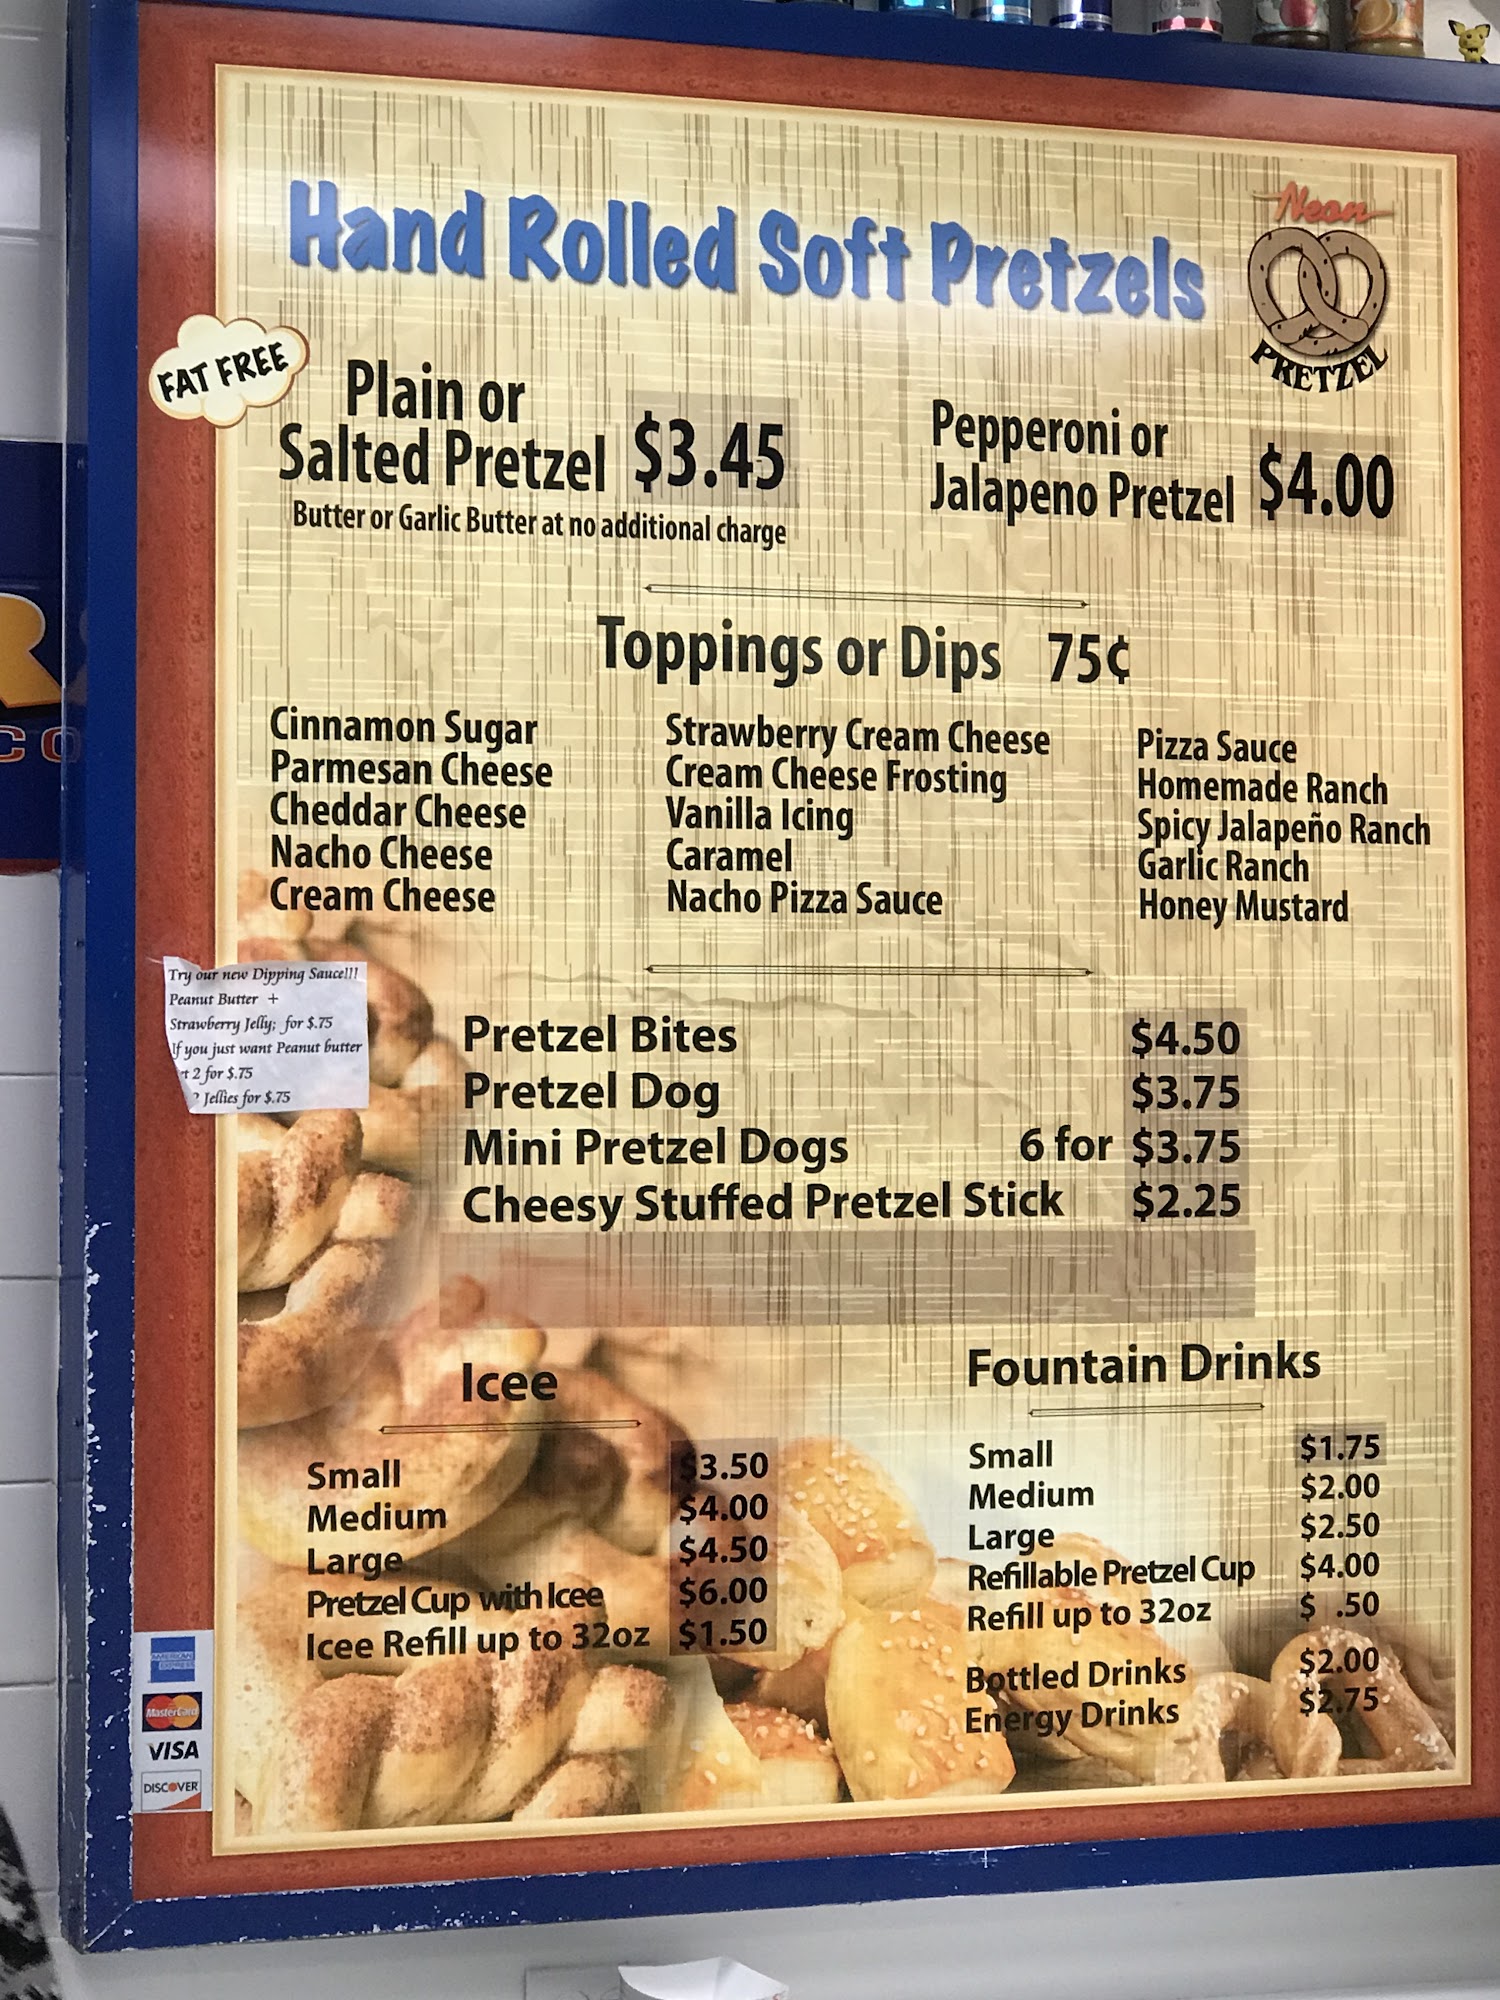 Hand Rolled Soft Pretzels
Neon
PRETZEL
FAT FREE
Plain or
Salted Pretzel $3.45
Butter or Garlic Butter at no additional charge
Pepperoni or
Jalapeno Pretzel $4.00
Toppings or Dips 75¢
Cinnamon Sugar
Parmesan Cheese
Cheddar Cheese
Nacho Cheese
Cream Cheese
Strawberry Cream Cheese
Cream Cheese Frosting
Vanilla Icing
Caramel
Nacho Pizza Sauce
Pizza Sauce
Homemade Ranch
Spicy Jalapeño Ranch
Garlic Ranch
Honey Mustard
Try our new Dipping Sauce!!!
Peanut Butter +
Strawberry Jelly; for $.75
If you just want Peanut butter
2 for $.75
Jellies for $.75
Pretzel Bites $4.50
Pretzel Dog $3.75
Mini Pretzel Dogs 6 for $3.75
Cheesy Stuffed Pretzel Stick $2.25
Icee
Small $3.50
Medium $4.00
Large $4.50
Pretzel Cup with Icee $6.00
Icee Refill up to 32oz $1.50
Fountain Drinks
Small $1.75
Medium $2.00
Large $2.50
Refillable Pretzel Cup $4.00
Refill up to 32oz $ .50
Bottled Drinks $2.00
Energy Drinks $2.75
AMERICAN EXPRESS
MasterCard
VISA
DISCOVER